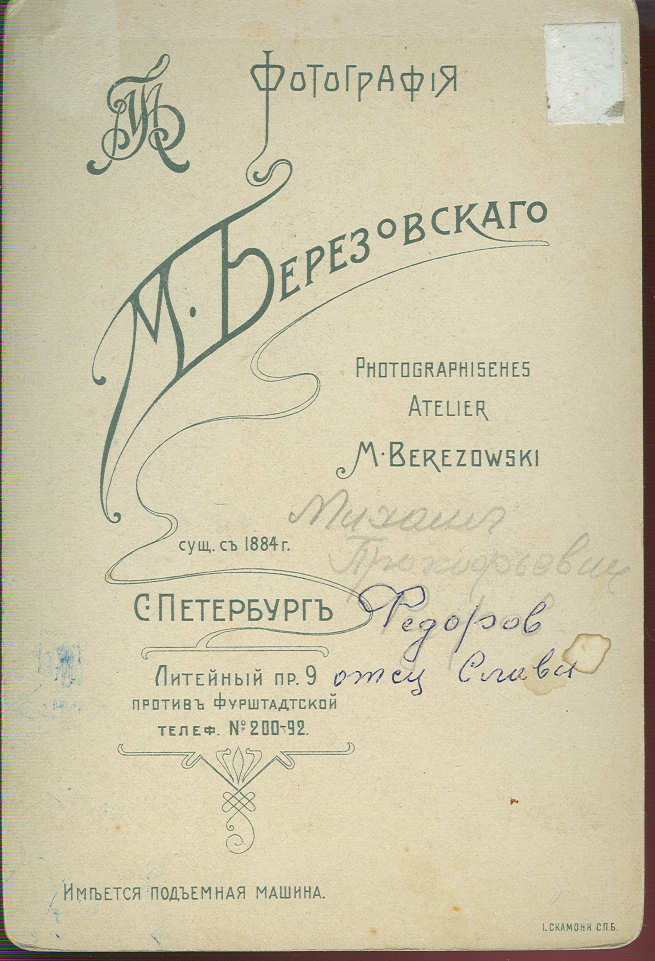 Фотографія
М. Березовскаго
Photographisches
Atelier
M. Berezowski
Михаил
Прокофьевич
сущ. съ 1884 г.
С. Петербургъ
Федоров
Литейный пр. 9
отец Славы
противъ Фурштадтской
Телеф. № 200-92.
Имѣется подъемная машина.
І. Скамони С.П.Б.